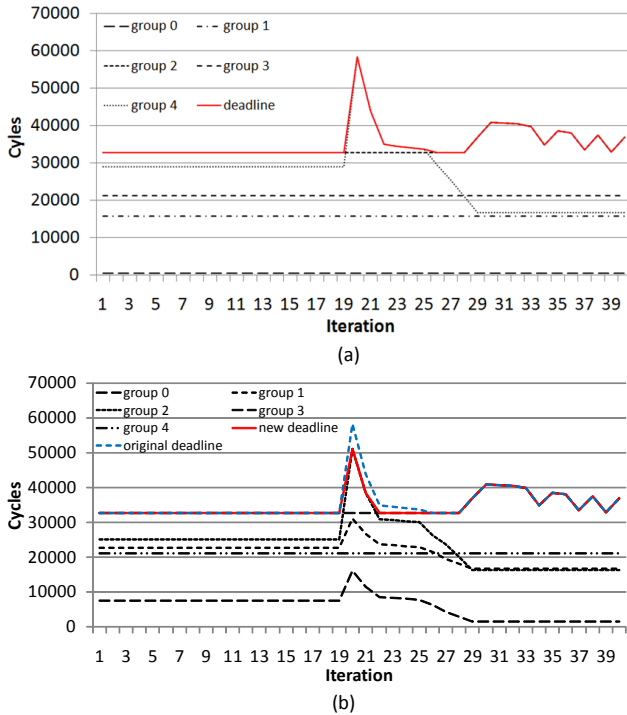 70000
60000
50000
40000
30000
20000
10000
0
Cyles
group 0
group 1
group 2
group 3
group 4
deadline
1 3 5 7 9 11 13 15 17 19 21 23 25 27 29 31 33 35 37 39
Iteration
(a)
70000
60000
50000
40000
30000
20000
10000
0
Cycles
group 0
group 1
group 2
group 3
group 4
new deadline
original deadline
1 3 5 7 9 11 13 15 17 19 21 23 25 27 29 31 33 35 37 39
Iteration
(b)